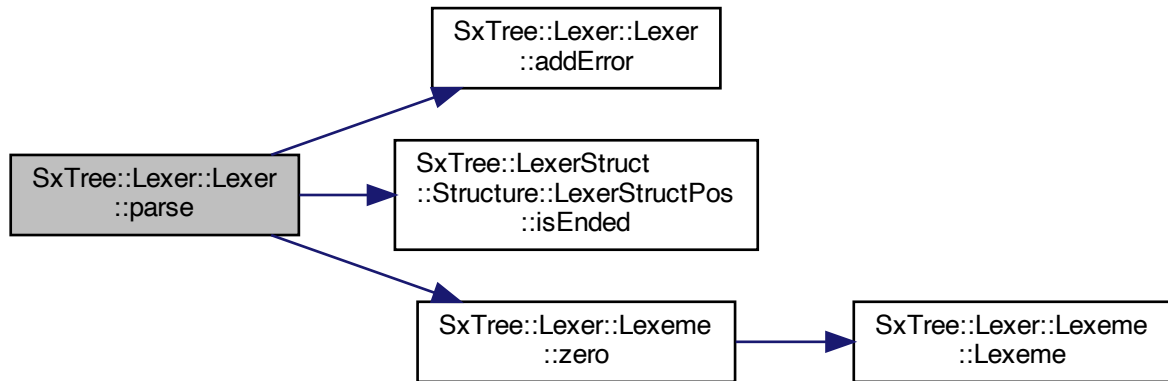 SxTree::Lexer::Lexer
::addError
SxTree::Lexer::Lexer
::parse
SxTree::LexerStruct
::Structure::LexerStructPos
::isEnded
SxTree::Lexer::Lexeme
::zero
SxTree::Lexer::Lexeme
::Lexeme